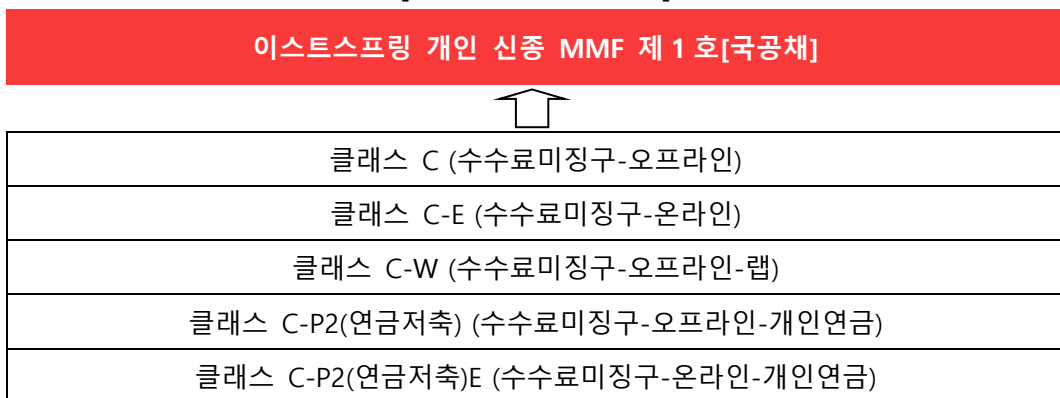 이스트스프링 개인 신종 MMF 제 1 호[국공채]
클래스 C (수수료미징구-오프라인)
클래스 C-E (수수료미징구-온라인)
클래스 C-W (수수료미징구-오프라인-랩)
클래스 C-P2(연금저축) (수수료미징구-오프라인-개인연금)
클래스 C-P2(연금저축)E (수수료미징구-온라인-개인연금)